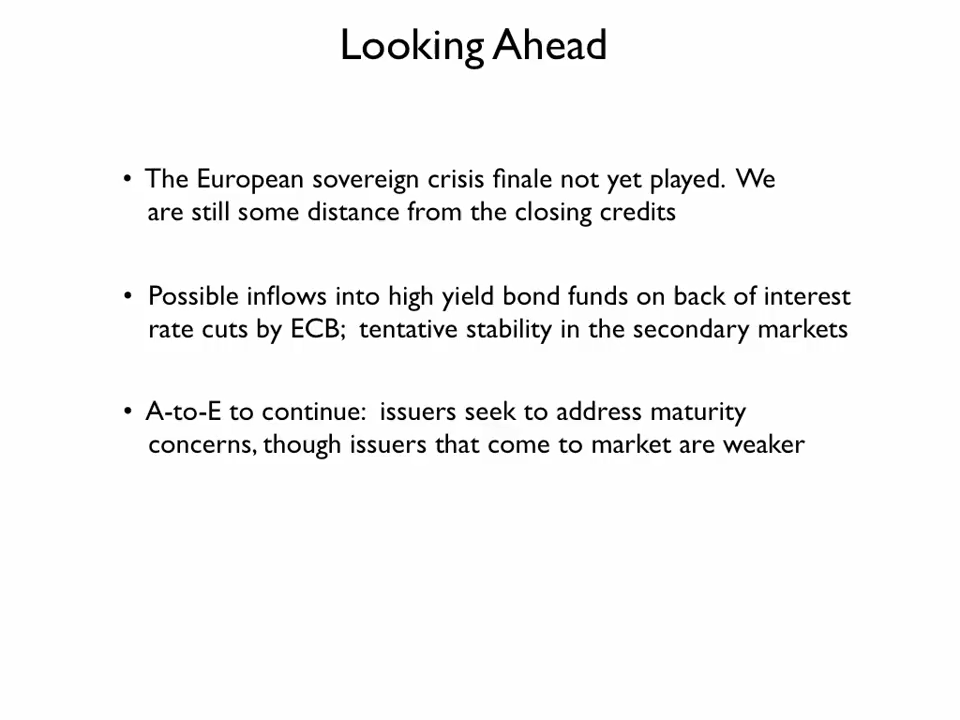 Looking Ahead
• The European sovereign crisis finale not yet played.  We
are still some distance from the closing credits
• Possible inflows into high yield bond funds on back of interest
rate cuts by ECB;  tentative stability in the secondary markets
• A-to-E to continue:  issuers seek to address maturity
concerns, though issuers that come to market are weaker